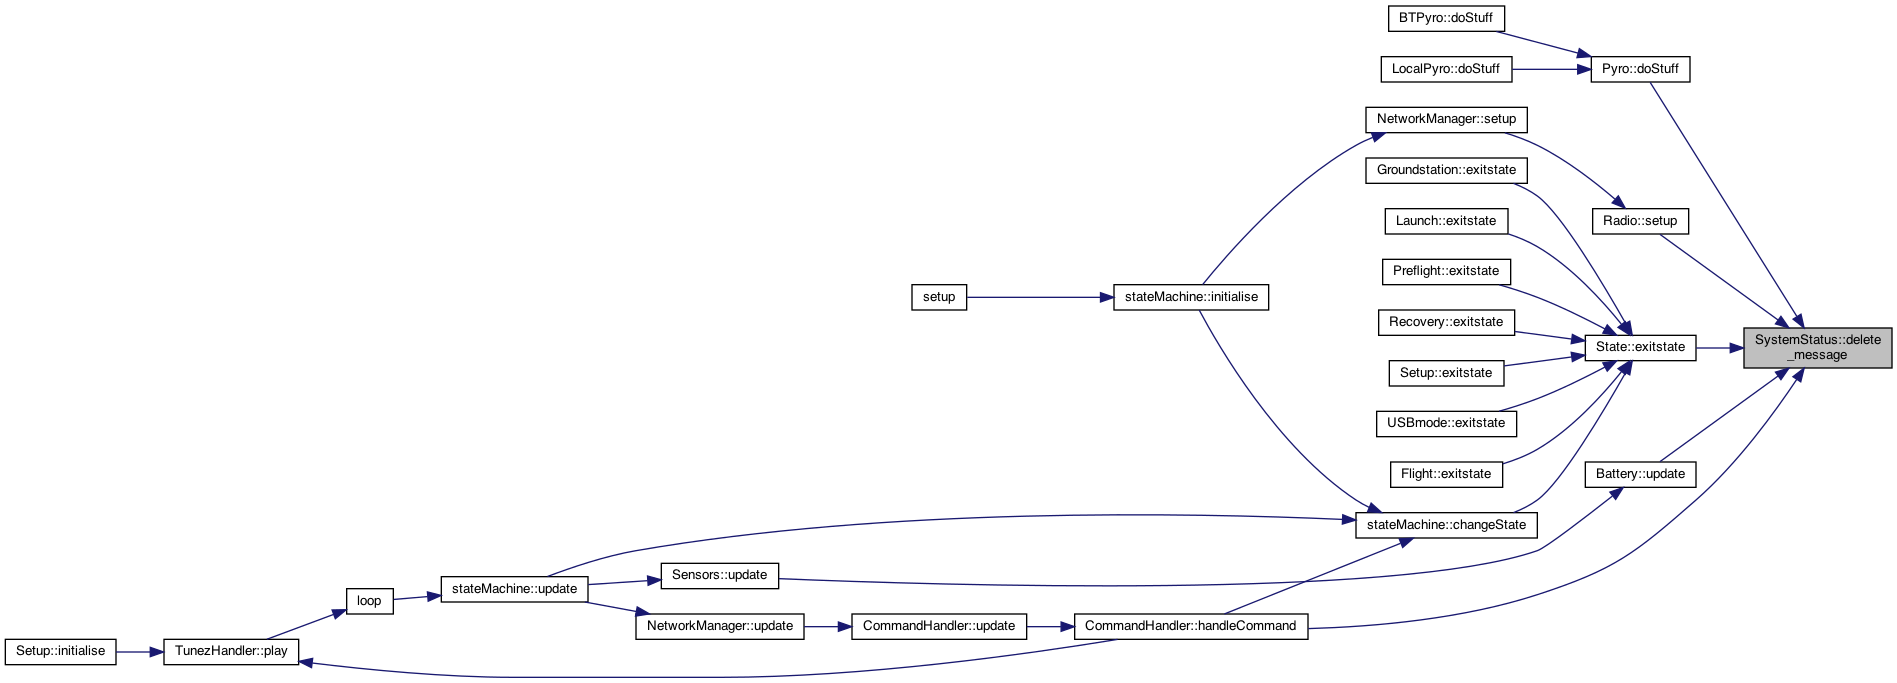 BTPyro::doStuff
LocalPyro::doStuff
Pyro::doStuff
NetworkManager::setup
Groundstation::exitstate
Launch::exitstate
Radio::setup
Preflight::exitstate
setup
stateMachine::initialise
Recovery::exitstate
State::exitstate
SystemStatus::delete
_message
Setup::exitstate
USBmode::exitstate
Flight::exitstate
Battery::update
stateMachine::changeState
Sensors::update
stateMachine::update
loop
NetworkManager::update
CommandHandler::update
CommandHandler::handleCommand
Setup::initialise
TunezHandler::play